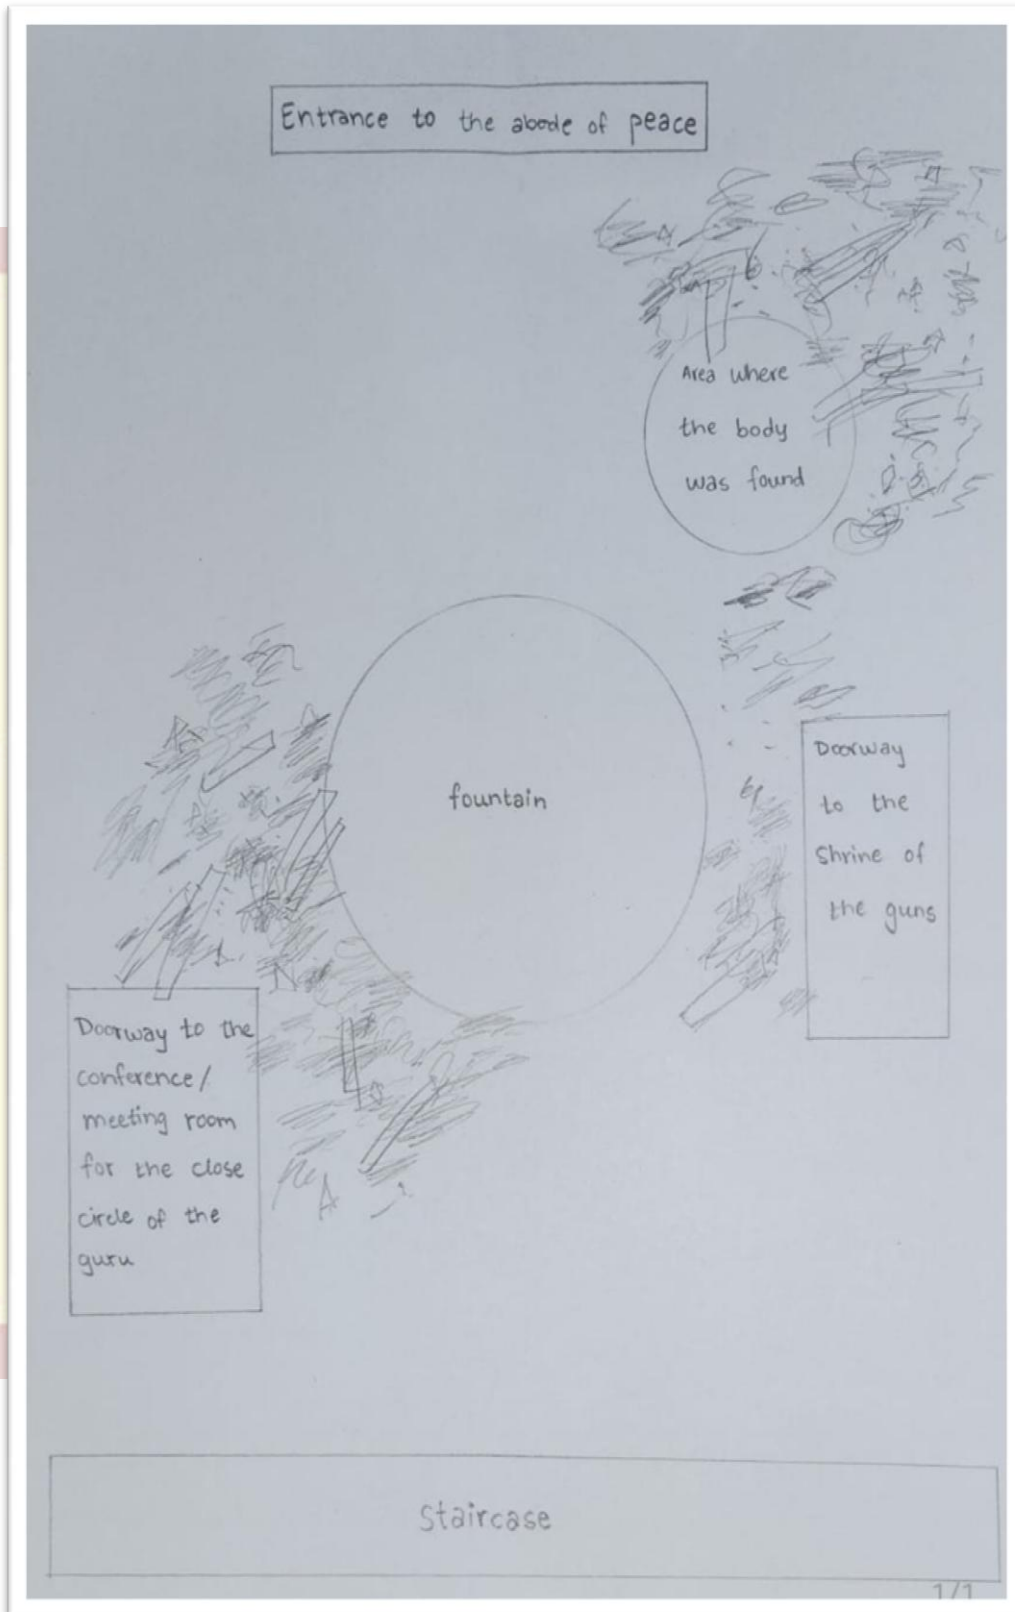 Entrance to the abode of peace
Area where
the body
was found
fountain
Doorway
to the
Shrine of
the guns
Doorway to the
conference/
meeting room
for the close
circle of the
guru
Staircase
1/1